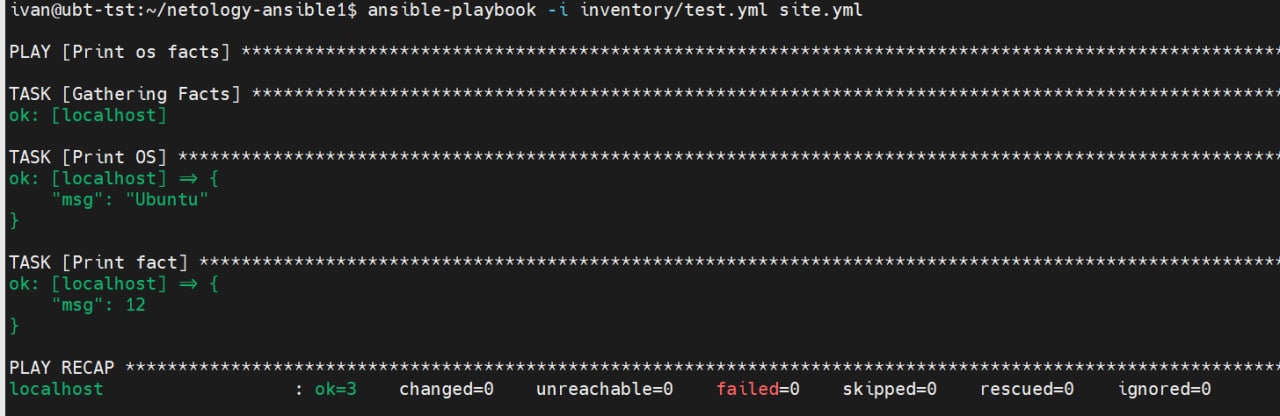 ivan@ubt-tst:~/netology-ansible1$ ansible-playbook -i inventory/test.yml site.yml
PLAY [Print os facts] ****************************************************************************************************
TASK [Gathering Facts] ***************************************************************************************************
ok: [localhost]
TASK [Print OS] **********************************************************************************************************
ok: [localhost] => {
    "msg": "Ubuntu"
}
TASK [Print fact] ********************************************************************************************************
ok: [localhost] => {
    "msg": 12
}
PLAY RECAP ***************************************************************************************************************
localhost                  : ok=3    changed=0    unreachable=0    failed=0    skipped=0    rescued=0    ignored=0